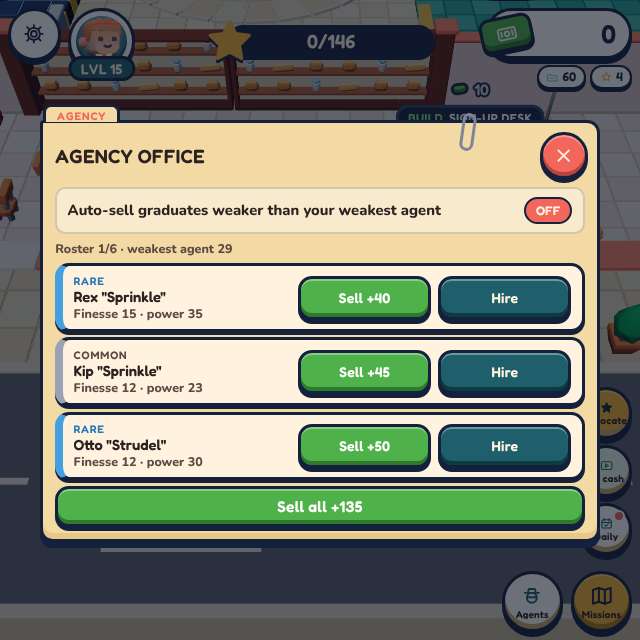 LVL 15
0/146
0
60
4
10
BUILD SIGN-UP DESK
AGENCY
AGENCY OFFICE
Auto-sell graduates weaker than your weakest agent
OFF
Roster 1/6 · weakest agent 29
RARE
Rex "Sprinkle"
Finesse 15 · power 35
Sell +40
Hire
COMMON
Kip "Sprinkle"
Finesse 12 · power 23
Sell +45
Hire
RARE
Otto "Strudel"
Finesse 12 · power 30
Sell +50
Hire
Sell all +135
cash
Agents
Missions